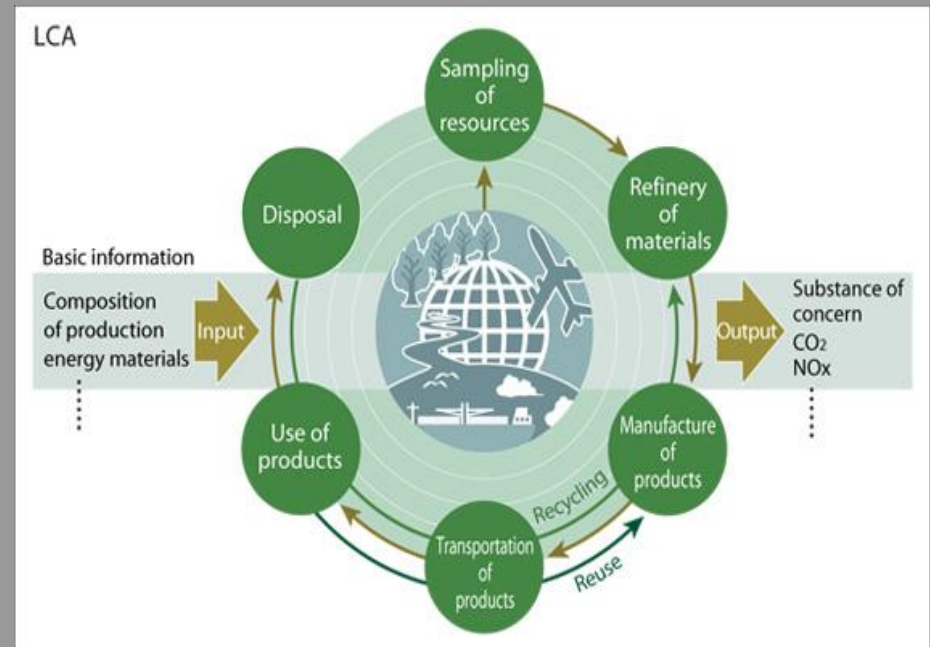 LCA
Sampling
of
resources
Refinery
of
materials
Disposal
Basic information
Composition
of production
energy materials
Input
Output
Substance of
concern
CO₂
NOx
Use of
products
Manufacture
of
products
Recycling
Transportation
of
products
Reuse